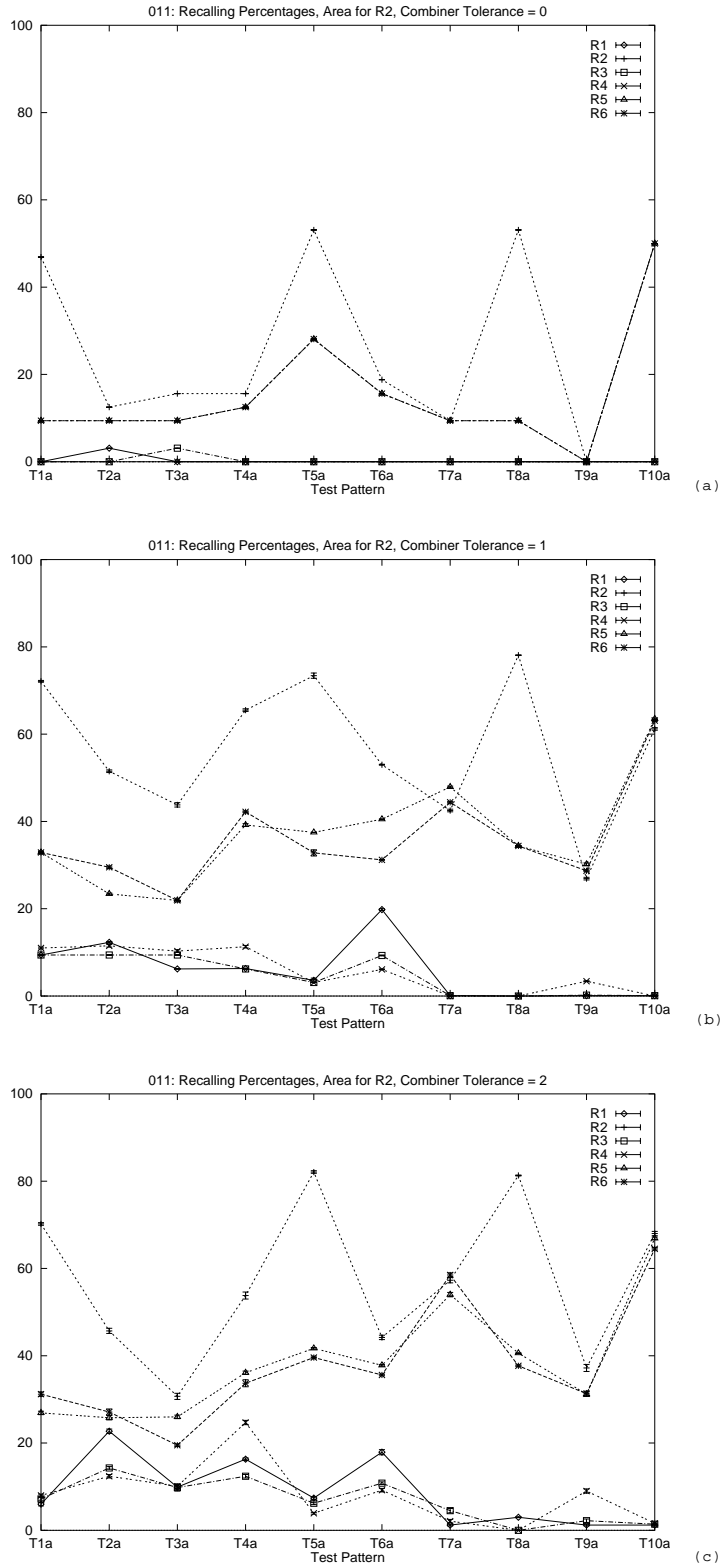 011: Recalling Percentages, Area for R2, Combiner Tolerance = 0
100
80
60
40
20
0
R1
R2
R3
R4
R5
R6
T1a T2a T3a T4a T5a T6a T7a T8a T9a T10a
Test Pattern
(a)
011: Recalling Percentages, Area for R2, Combiner Tolerance = 1
100
80
60
40
20
0
R1
R2
R3
R4
R5
R6
T1a T2a T3a T4a T5a T6a T7a T8a T9a T10a
Test Pattern
(b)
011: Recalling Percentages, Area for R2, Combiner Tolerance = 2
100
80
60
40
20
0
R1
R2
R3
R4
R5
R6
T1a T2a T3a T4a T5a T6a T7a T8a T9a T10a
Test Pattern
(c)